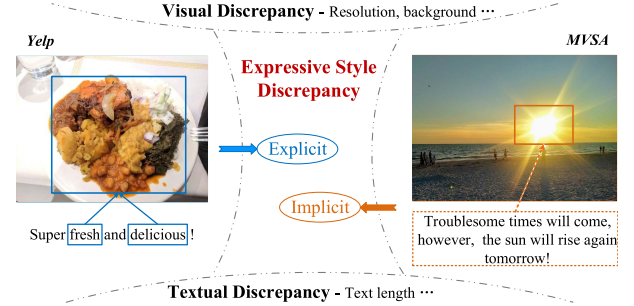 Visual Discrepancy - Resolution, background ···
Yelp
MVSA
Expressive Style
Discrepancy
Explicit
Implicit
Super fresh and delicious !
Troublesome times will come,
however, the sun will rise again
tomorrow!
Textual Discrepancy - Text length ···